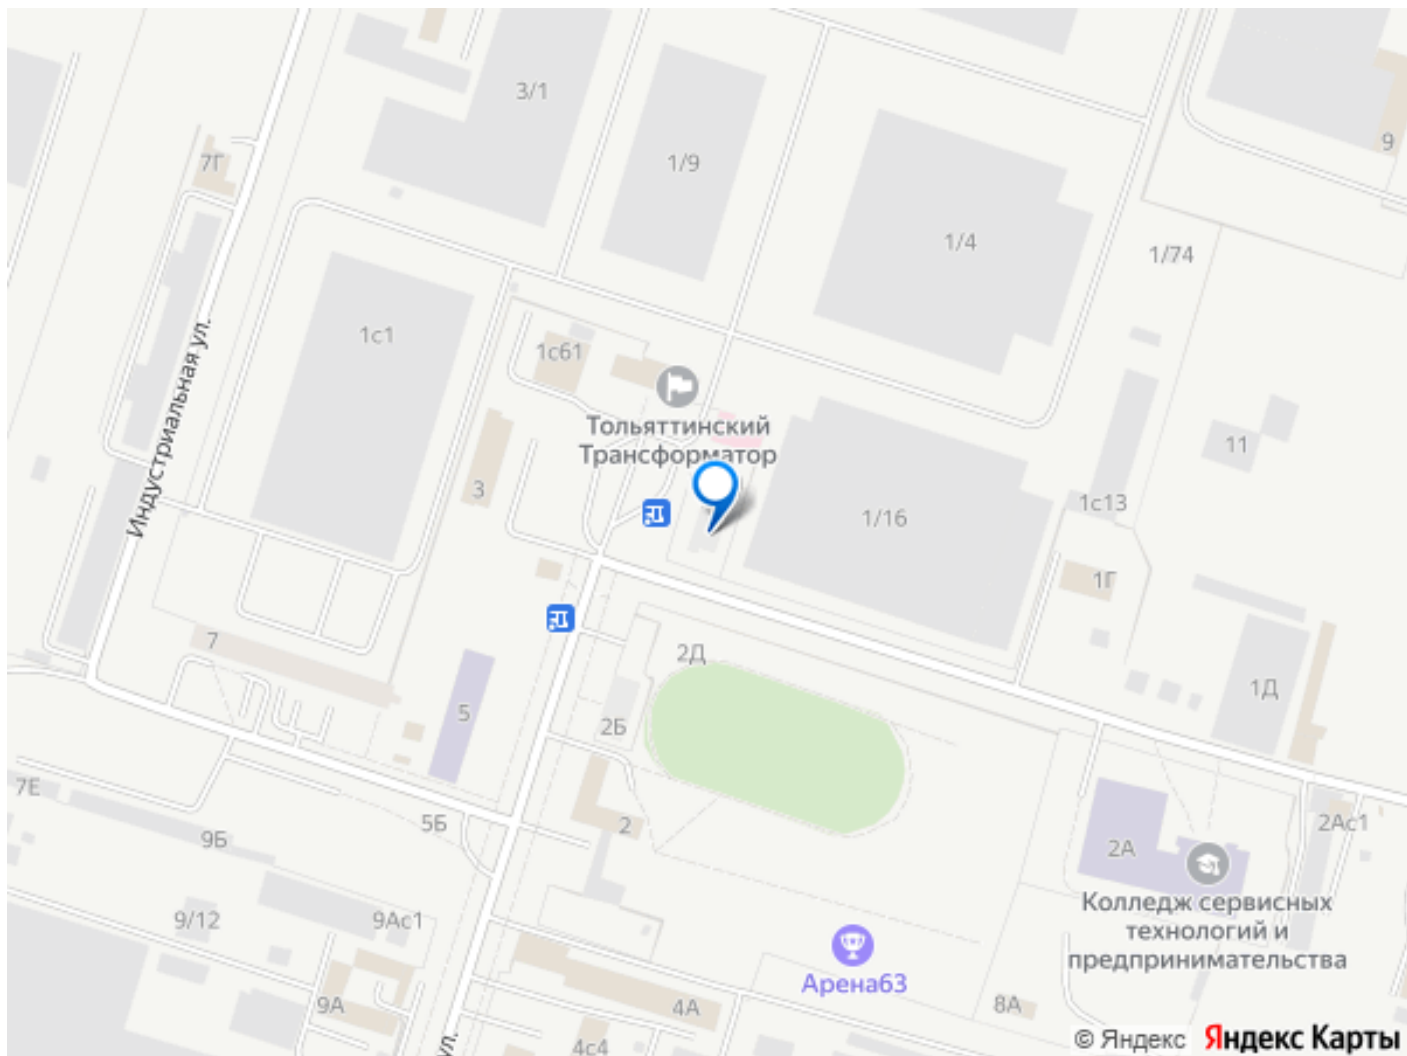 3/1
9
7Г
1/9
1/4
1/74
1с1
1с61
Индустриальная ул.
Тольяттинский
Трансформатор
11
3
1/16
1с13
1Г
7
2Д
1Д
5
2Б
7Е
5Б
2
9Б
2А
2Ас1
9/12
9Ас1
Колледж сервисных
технологий и
предпринимательства
Арена63
9А
4А
8А
4с4
ул.
© Яндекс Яндекс Карты